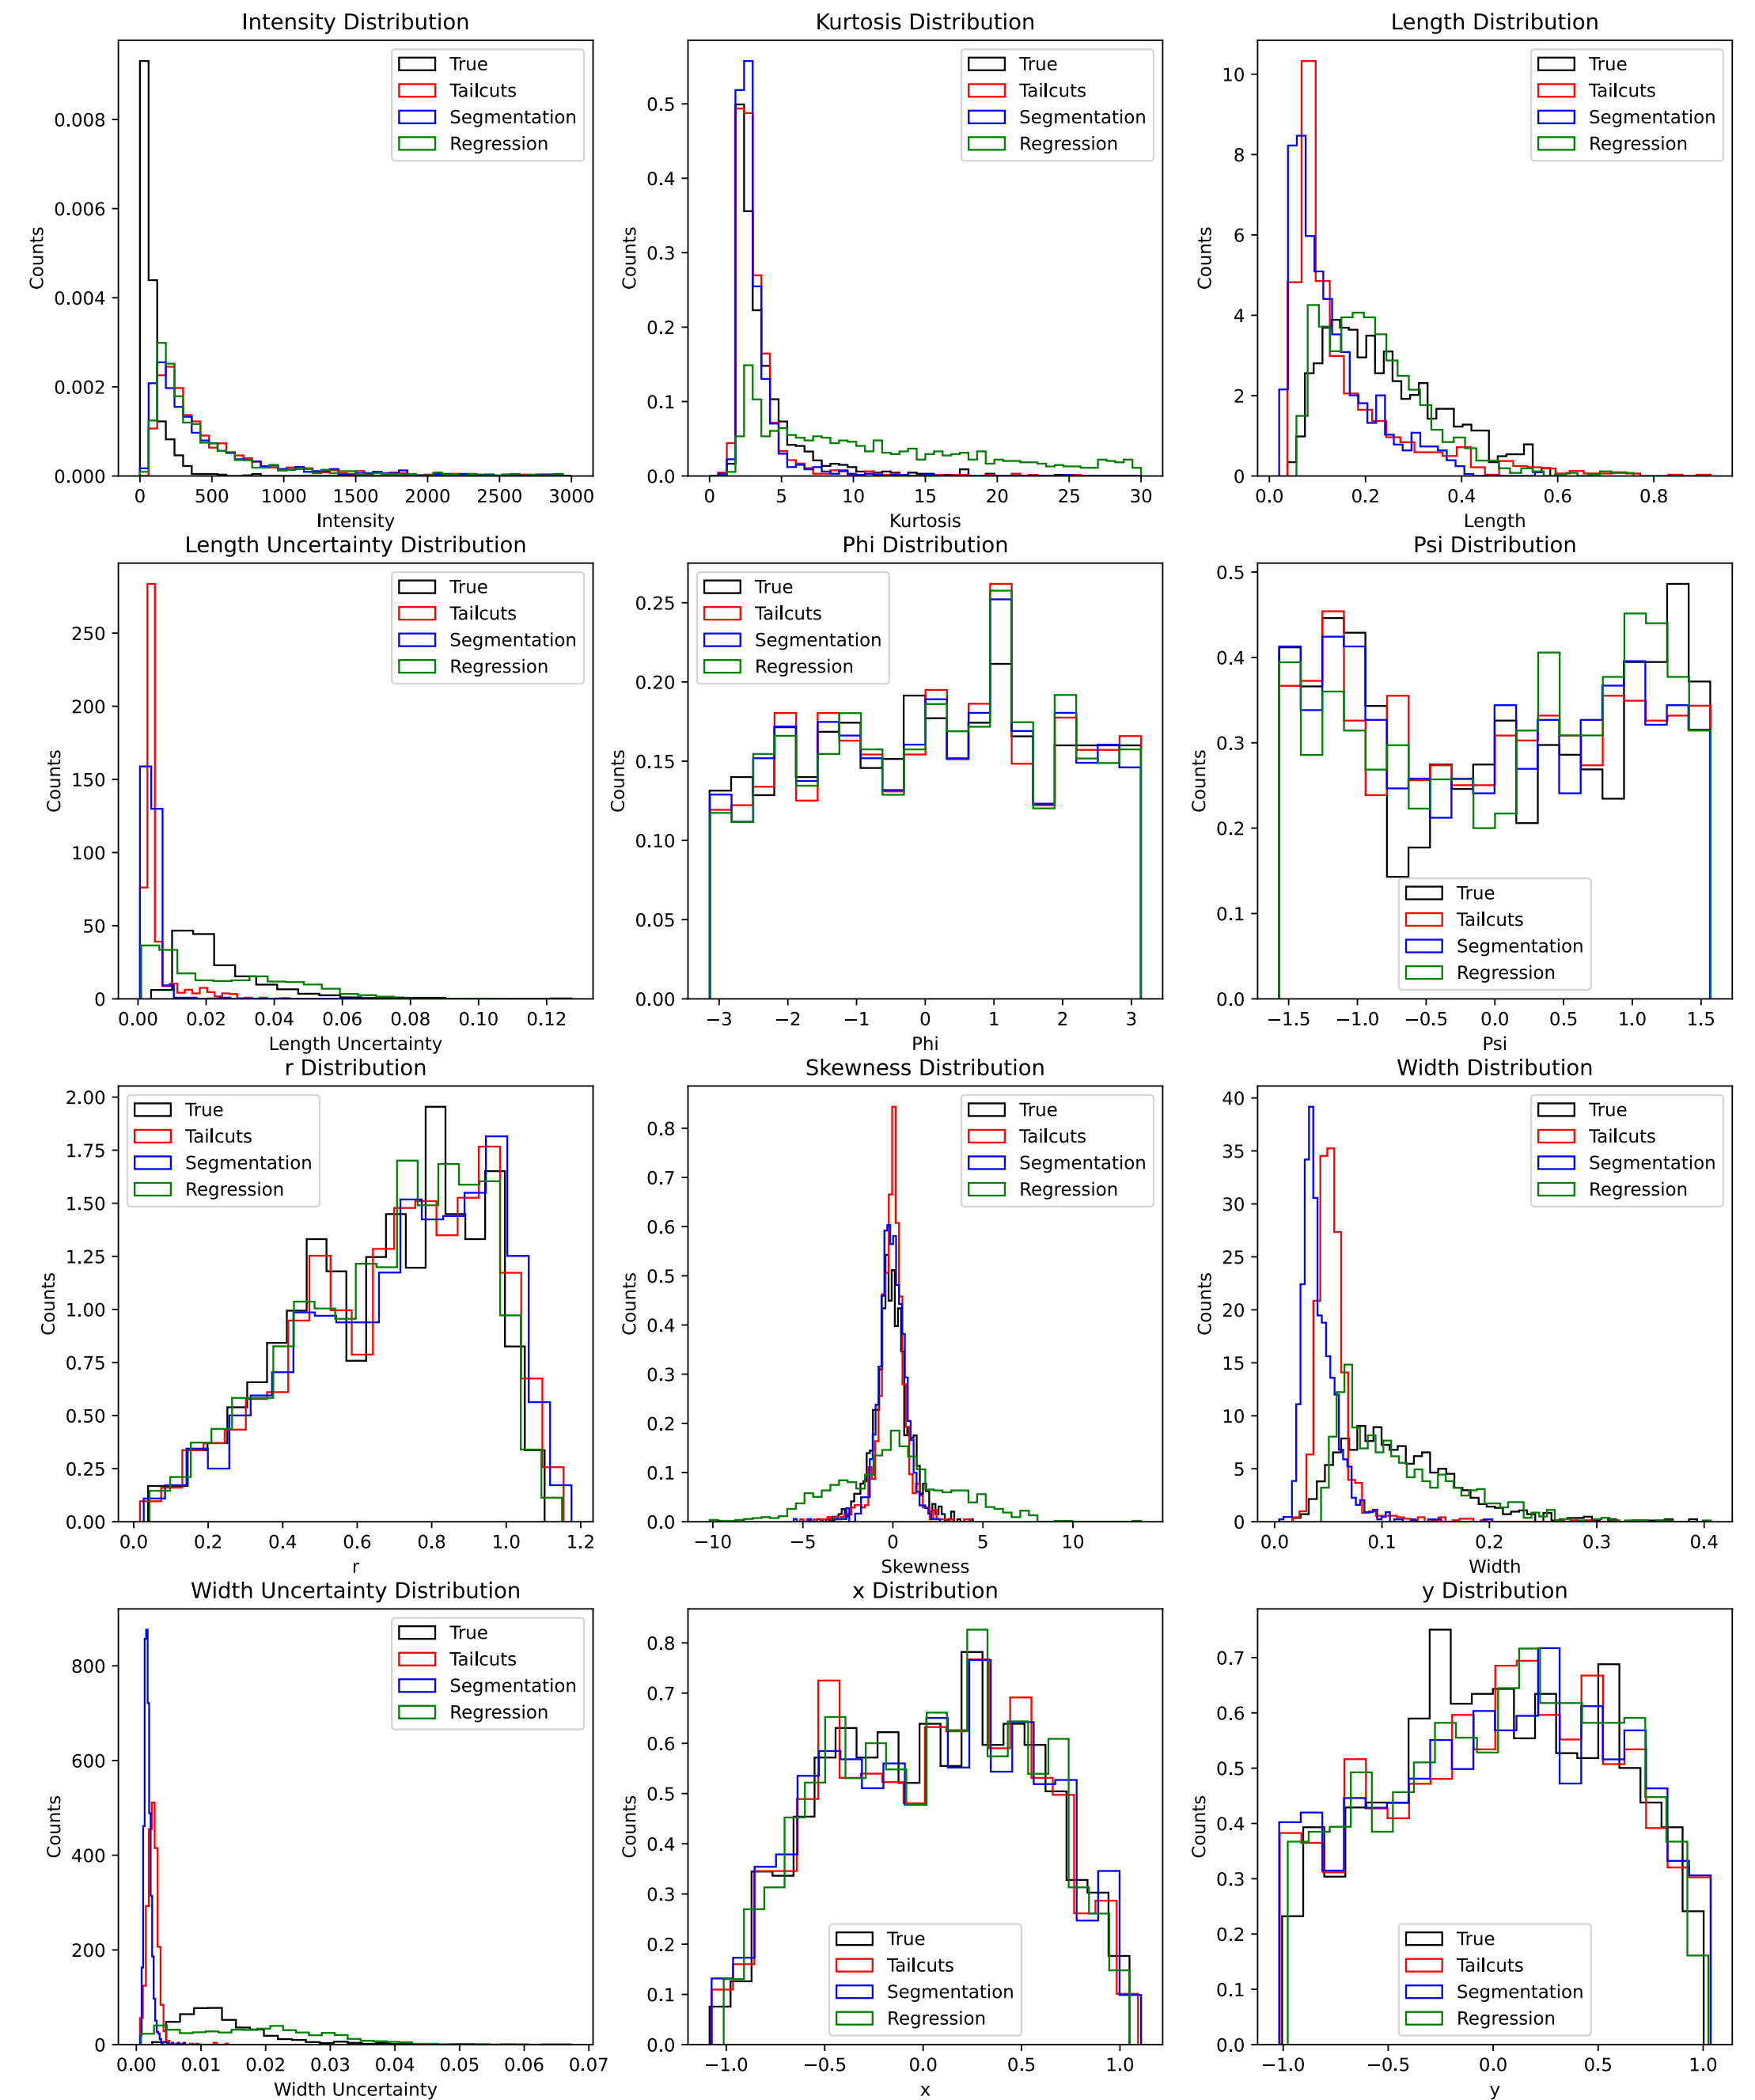 Intensity Distribution
Counts
0.008
0.006
0.004
0.002
0.000
0 500 1000 1500 2000 2500 3000
Intensity
True
Tailcuts
Segmentation
Regression
Kurtosis Distribution
Counts
0.5
0.4
0.3
0.2
0.1
0.0
0 5 10 15 20 25 30
Kurtosis
True
Tailcuts
Segmentation
Regression
Length Distribution
Counts
10
8
6
4
2
0
0.0 0.2 0.4 0.6 0.8
Length
True
Tailcuts
Segmentation
Regression
Length Uncertainty Distribution
Counts
250
200
150
100
50
0
0.00 0.02 0.04 0.06 0.08 0.10 0.12
Length Uncertainty
True
Tailcuts
Segmentation
Regression
Phi Distribution
Counts
0.25
0.20
0.15
0.10
0.05
0.00
−3 −2 −1 0 1 2 3
Phi
True
Tailcuts
Segmentation
Regression
Psi Distribution
Counts
0.5
0.4
0.3
0.2
0.1
0.0
−1.5 −1.0 −0.5 0.0 0.5 1.0 1.5
Psi
True
Tailcuts
Segmentation
Regression
r Distribution
Counts
2.00
1.75
1.50
1.25
1.00
0.75
0.50
0.25
0.00
0.0 0.2 0.4 0.6 0.8 1.0 1.2
r
True
Tailcuts
Segmentation
Regression
Skewness Distribution
Counts
0.8
0.7
0.6
0.5
0.4
0.3
0.2
0.1
0.0
−10 −5 0 5 10
Skewness
True
Tailcuts
Segmentation
Regression
Width Distribution
Counts
40
35
30
25
20
15
10
5
0
0.0 0.1 0.2 0.3 0.4
Width
True
Tailcuts
Segmentation
Regression
Width Uncertainty Distribution
Counts
800
600
400
200
0
0.00 0.01 0.02 0.03 0.04 0.05 0.06 0.07
Width Uncertainty
True
Tailcuts
Segmentation
Regression
x Distribution
Counts
0.8
0.7
0.6
0.5
0.4
0.3
0.2
0.1
0.0
−1.0 −0.5 0.0 0.5 1.0
x
True
Tailcuts
Segmentation
Regression
y Distribution
Counts
0.7
0.6
0.5
0.4
0.3
0.2
0.1
0.0
−1.0 −0.5 0.0 0.5 1.0
y
True
Tailcuts
Segmentation
Regression